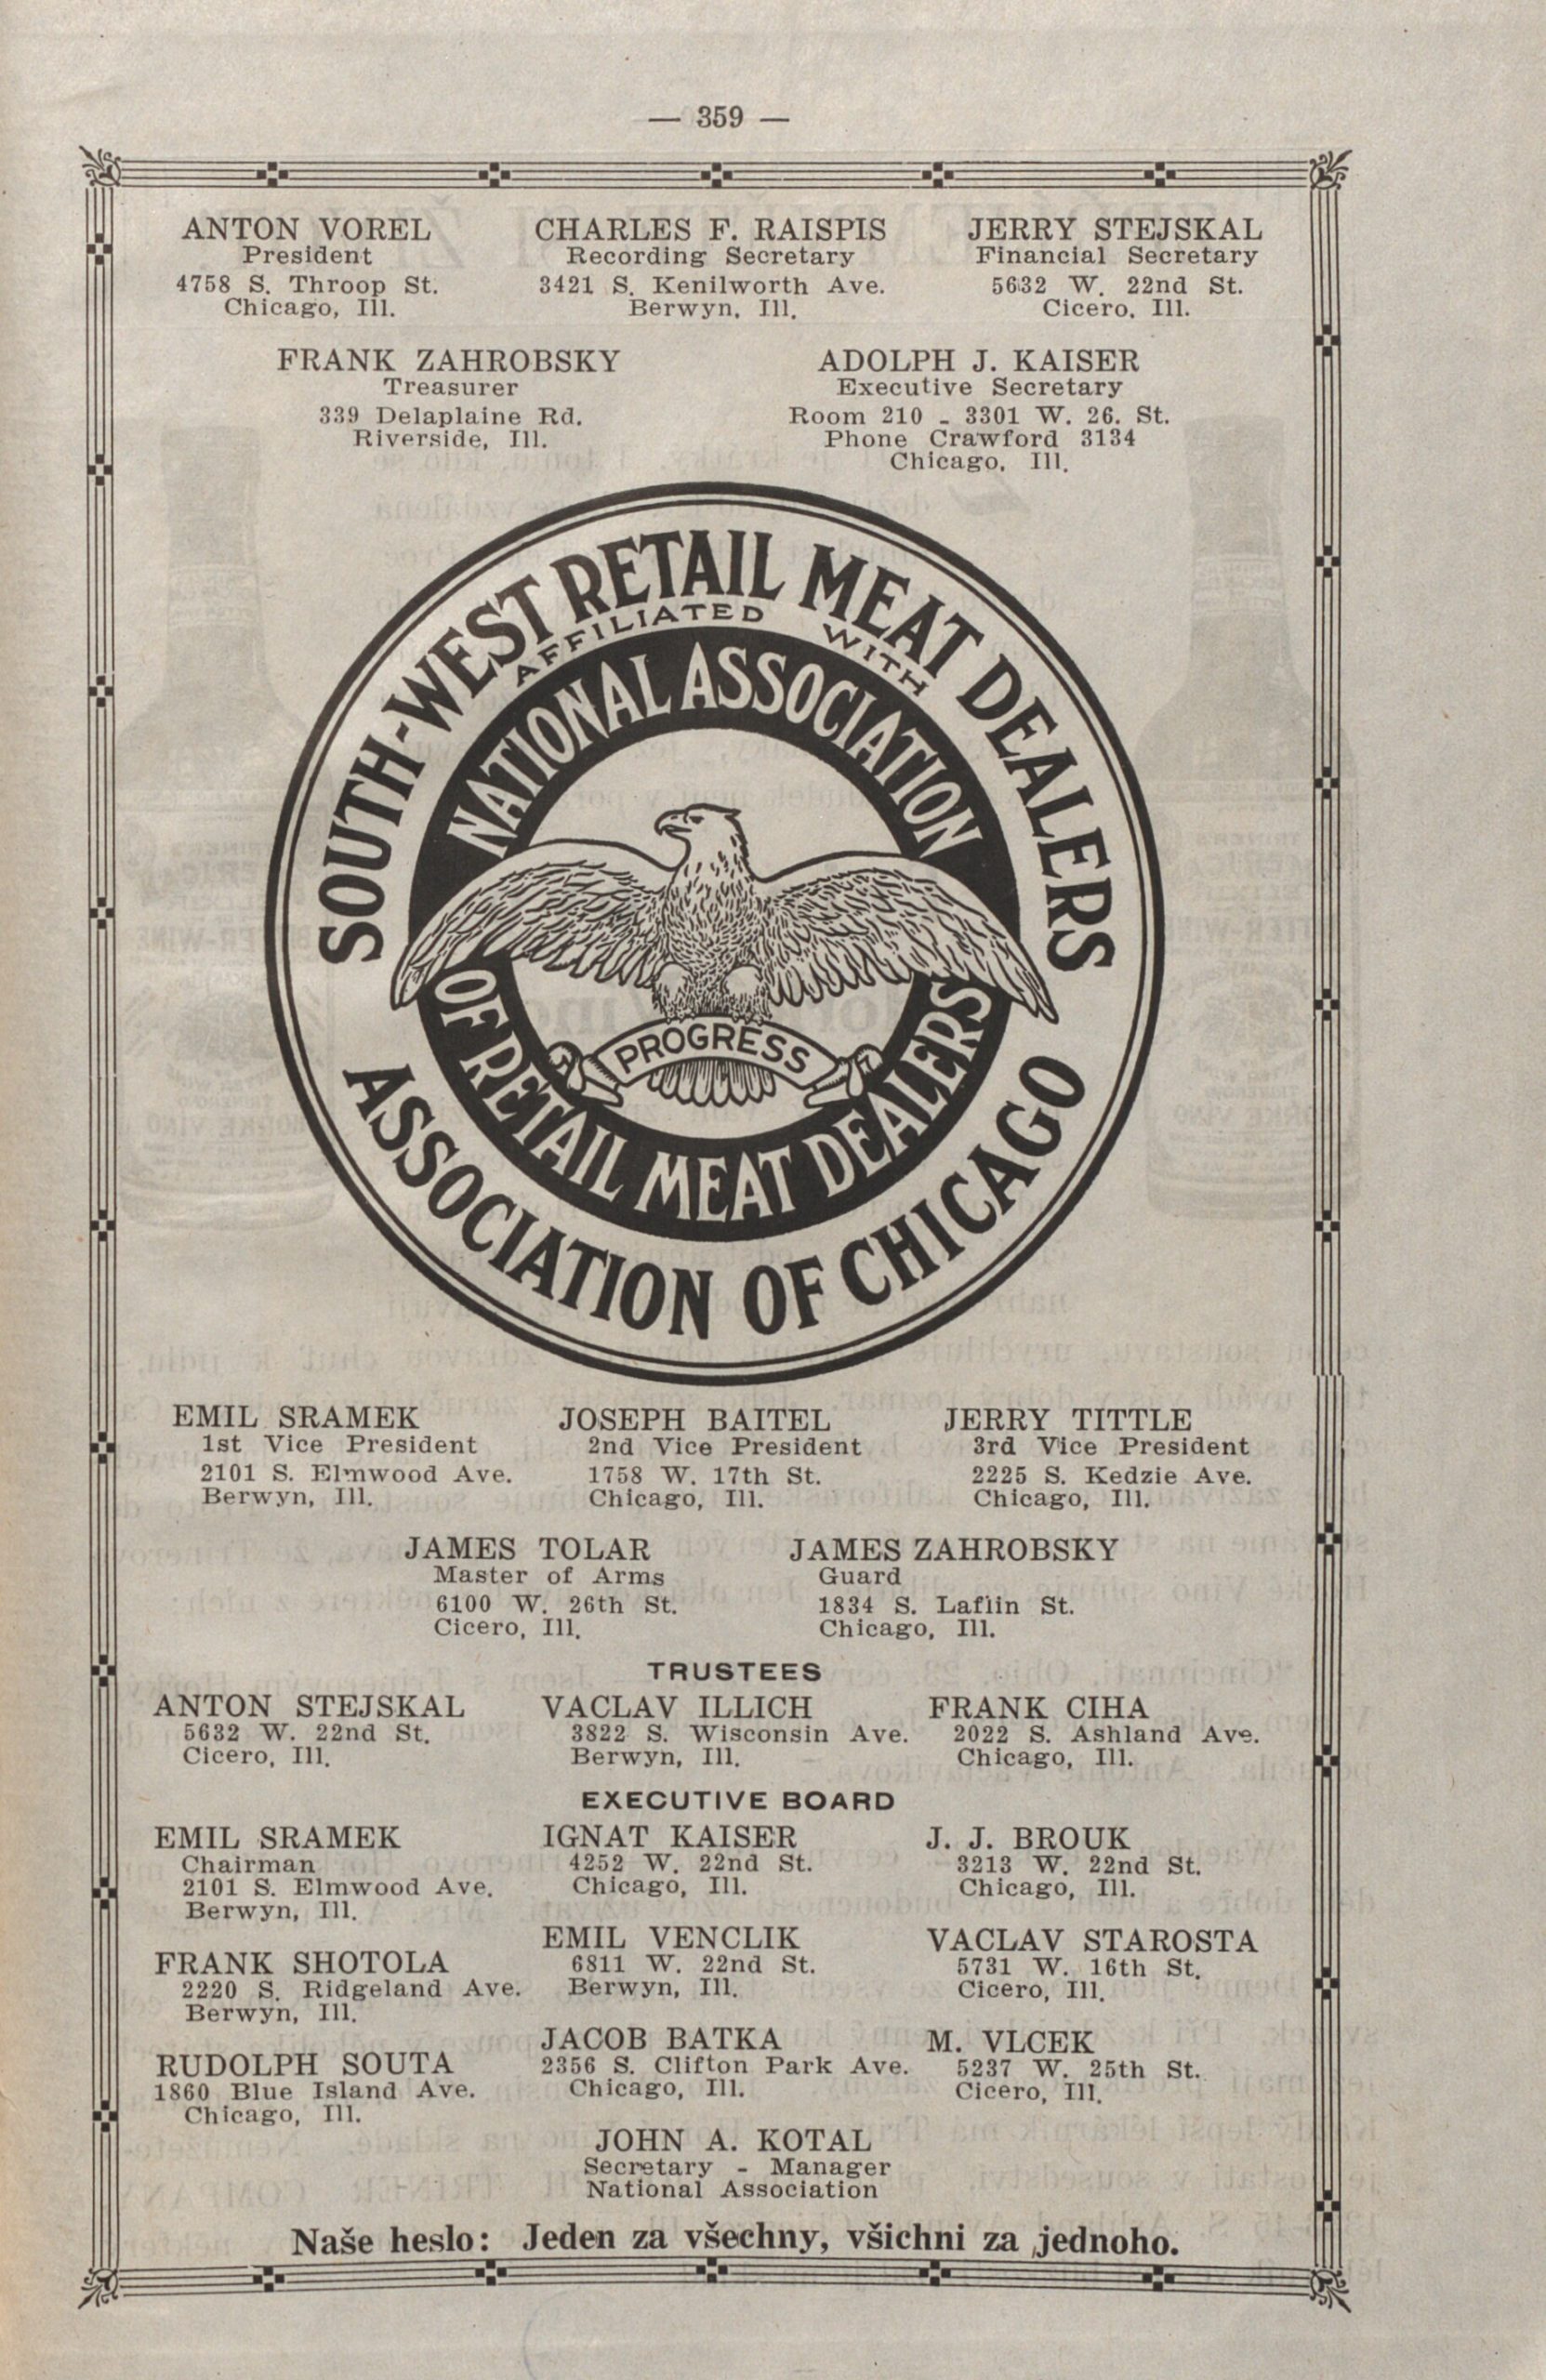 — 359 —
ANTON VOREL
President
4758 S. Throop St.
Chicago, Ill.
CHARLES F. RAISPIS
Recording Secretary
3421 S. Kenilworth Ave.
Berwyn, Ill.
JERRY STEJSKAL
Financial Secretary
5632 W. 22nd St.
Cicero, Ill.
FRANK ZAHROBSKY
Treasurer
339 Delaplaine Rd.
Riverside, Ill.
ADOLPH J. KAISER
Executive Secretary
Room 210 - 3301 W. 26. St.
Phone Crawford 3134
Chicago, Ill.
SOUTH-WEST RETAIL MEAT DEALERS
AFFILIATED WITH
NATIONAL ASSOCIATION
PROGRESS
OF RETAIL MEAT DEALERS
ASSOCIATION OF CHICAGO
EMIL SRAMEK
1st Vice President
2101 S. Elmwood Ave.
Berwyn, Ill.
JOSEPH BAITEL
2nd Vice President
1758 W. 17th St.
Chicago, Ill.
JERRY TITTLE
3rd Vice President
2225 S. Kedzie Ave.
Chicago, Ill.
JAMES TOLAR
Master of Arms
6100 W. 26th St.
Cicero, Ill.
JAMES ZAHROBSKY
Guard
1834 S. Laflin St.
Chicago, Ill.
TRUSTEES
ANTON STEJSKAL
5632 W. 22nd St.
Cicero, Ill.
VACLAV ILLICH
3822 S. Wisconsin Ave.
Berwyn, Ill.
FRANK CIHA
2022 S. Ashland Ave.
Chicago, Ill.
EXECUTIVE BOARD
EMIL SRAMEK
Chairman
2101 S. Elmwood Ave.
Berwyn, Ill.
IGNAT KAISER
4252 W. 22nd St.
Chicago, Ill.
J. J. BROUK
3213 W. 22nd St.
Chicago, Ill.
FRANK SHOTOLA
2220 S. Ridgeland Ave.
Berwyn, Ill.
EMIL VENCLIK
6811 W. 22nd St.
Berwyn, Ill.
VACLAV STAROSTA
5731 W. 16th St.
Cicero, Ill.
RUDOLPH SOUTA
1860 Blue Island Ave.
Chicago, Ill.
JACOB BATKA
2356 S. Clifton Park Ave.
Chicago, Ill.
M. VLCEK
5237 W. 25th St.
Cicero, Ill.
JOHN A. KOTAL
Secretary - Manager
National Association
Naše heslo: Jeden za všechny, všichni za jednoho.